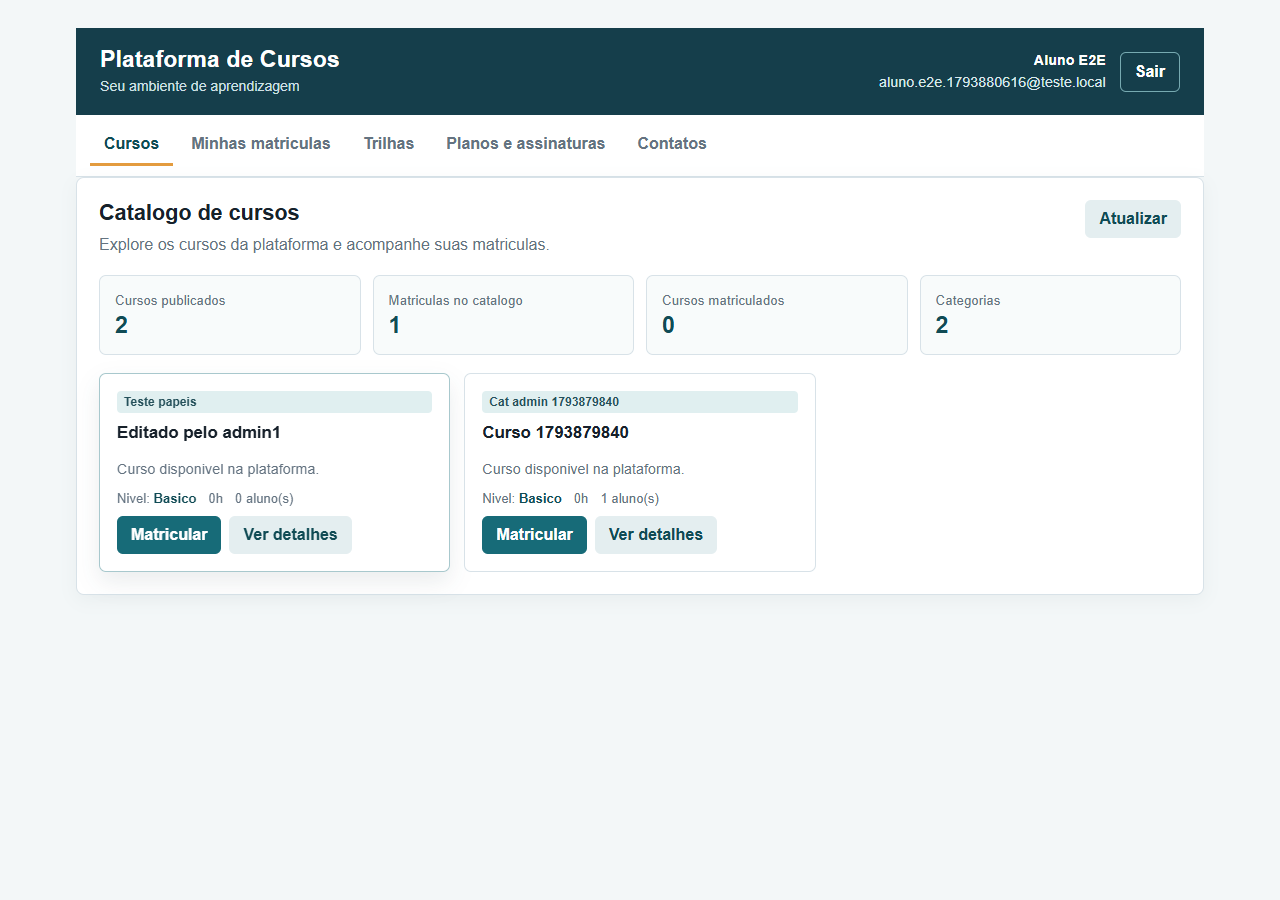 Plataforma de Cursos
Seu ambiente de aprendizagem
Aluno E2E
aluno.e2e.1793880616@teste.local
Sair
Cursos
Minhas matriculas
Trilhas
Planos e assinaturas
Contatos
Catalogo de cursos
Explore os cursos da plataforma e acompanhe suas matriculas.
Atualizar
Cursos publicados
2
Matriculas no catalogo
1
Cursos matriculados
0
Categorias
2
Teste papeis
Editado pelo admin1
Curso disponivel na plataforma.
Nivel: Basico 0h 0 aluno(s)
Matricular
Ver detalhes
Cat admin 1793879840
Curso 1793879840
Curso disponivel na plataforma.
Nivel: Basico 0h 1 aluno(s)
Matricular
Ver detalhes